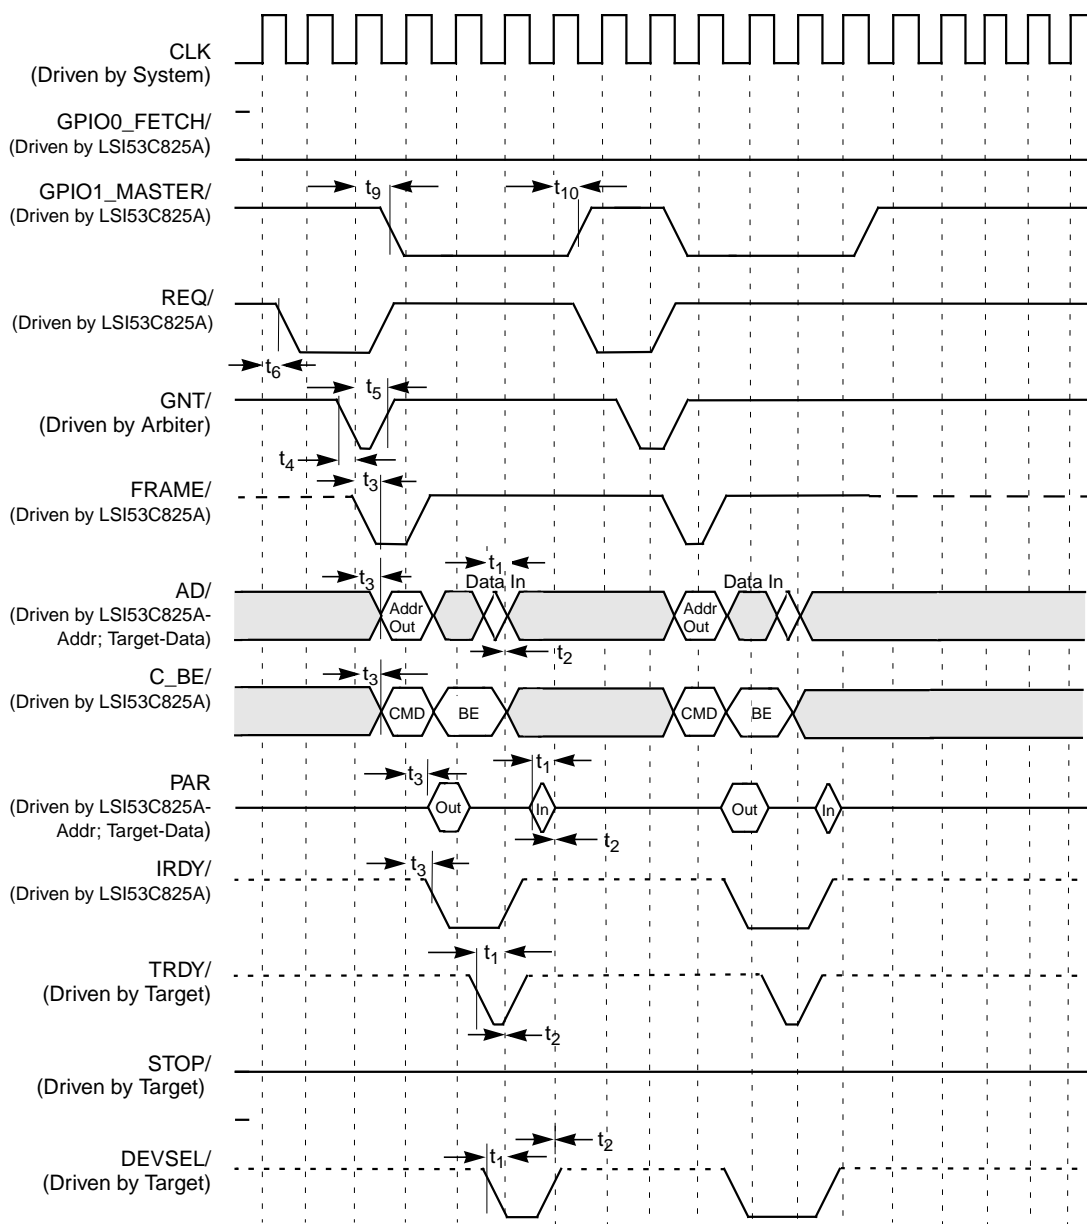 CLK
(Driven by System)
GPIO0_FETCH/
(Driven by LSI53C825A)
GPIO1_MASTER/
(Driven by LSI53C825A)
t9
t10
REQ/
(Driven by LSI53C825A)
t6
GNT/
(Driven by Arbiter)
t5
t4
FRAME/
(Driven by LSI53C825A)
t3
AD/
(Driven by LSI53C825A-
Addr; Target-Data)
t3
t1
Data In
Data In
Addr
Out
Addr
Out
t2
C_BE/
(Driven by LSI53C825A)
t3
CMD
BE
CMD
BE
PAR
(Driven by LSI53C825A-
Addr; Target-Data)
t3
t1
Out
In
Out
In
t2
IRDY/
(Driven by LSI53C825A)
t3
TRDY/
(Driven by Target)
t1
t2
STOP/
(Driven by Target)
DEVSEL/
(Driven by Target)
t2
t1